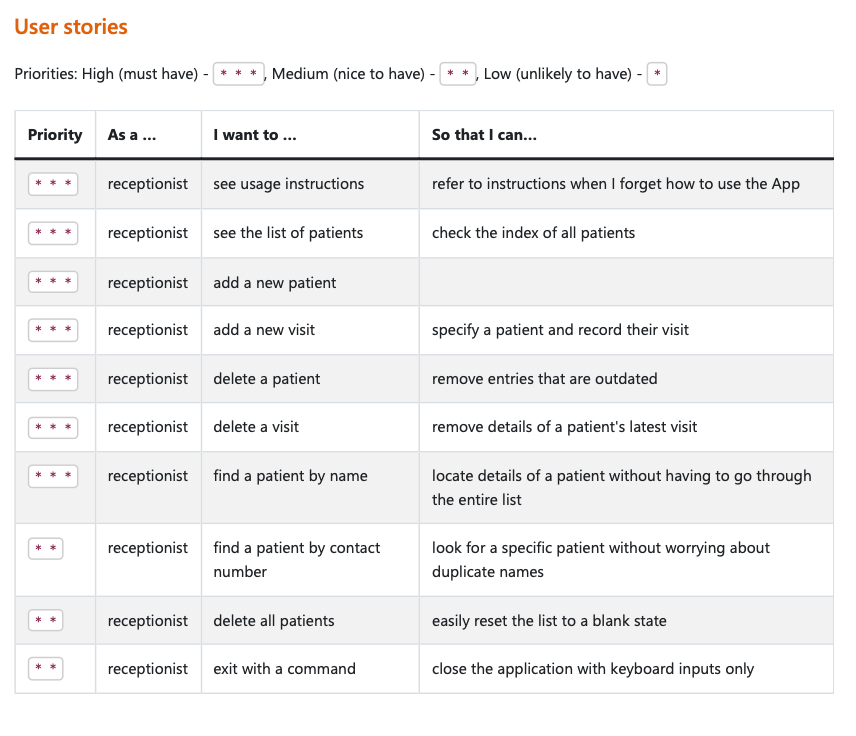 User stories
Priorities: High (must have) - * * *, Medium (nice to have) - * *, Low (unlikely to have) - *
Priority As a ... I want to ... So that I can...
* * * receptionist see usage instructions refer to instructions when I forget how to use the App
* * * receptionist see the list of patients check the index of all patients
* * * receptionist add a new patient
* * * receptionist add a new visit specify a patient and record their visit
* * * receptionist delete a patient remove entries that are outdated
* * * receptionist delete a visit remove details of a patient's latest visit
* * * receptionist find a patient by name locate details of a patient without having to go through
the entire list
* * receptionist find a patient by contact look for a specific patient without worrying about
number duplicate names
* * receptionist delete all patients easily reset the list to a blank state
* * receptionist exit with a command close the application with keyboard inputs only